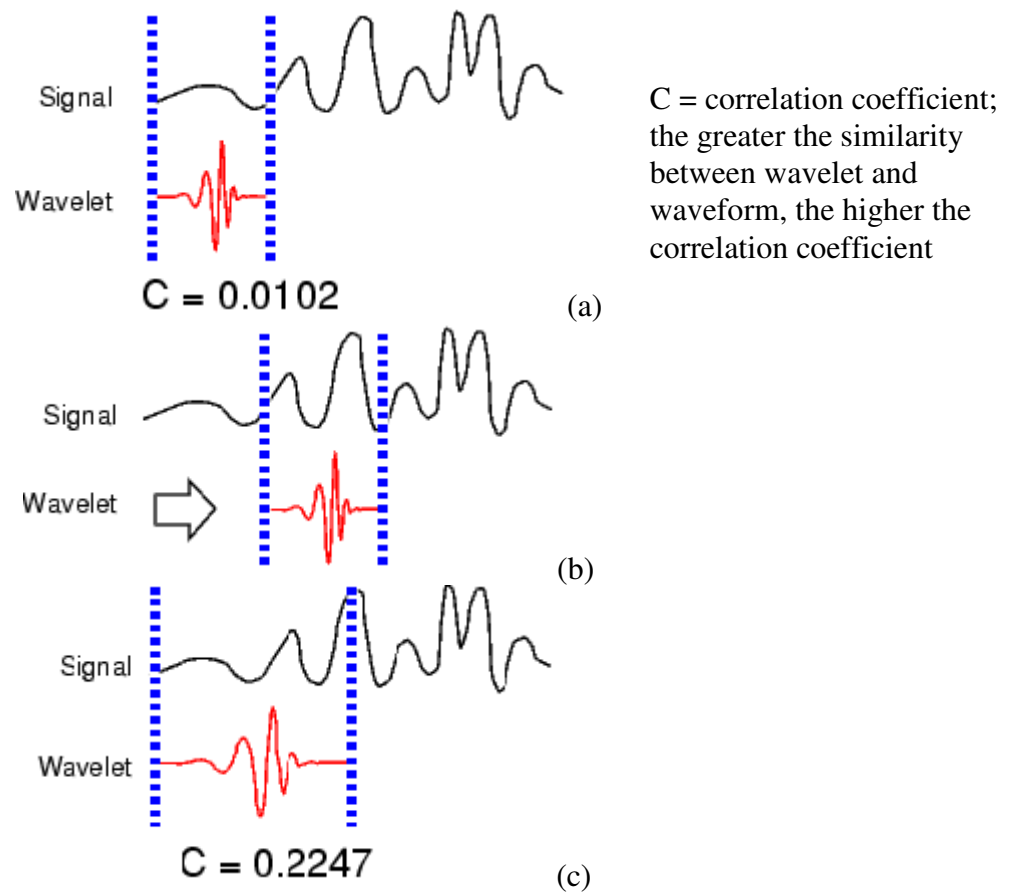 Signal
C = correlation coefficient;
the greater the similarity
between wavelet and
waveform, the higher the
correlation coefficient
Wavelet
C = 0.0102
(a)
Signal
Wavelet
(b)
Signal
Wavelet
C = 0.2247
(c)